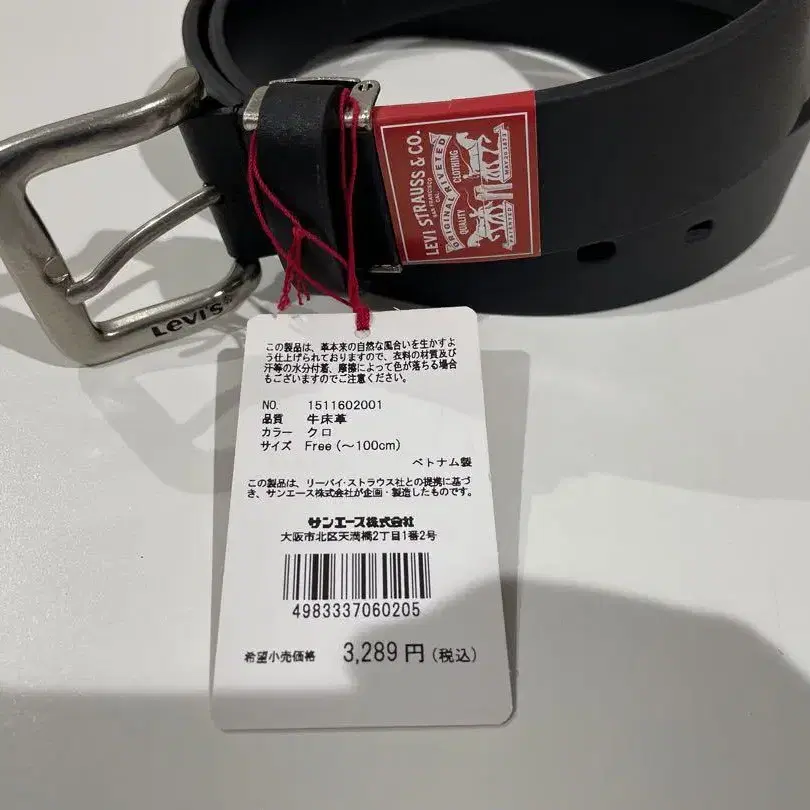 LEVI STRAUSS & CO.
SAN FRANCISCO
CAL
ORIGINAL RIVETED
QUALITY CLOTHING
PATENTED
MAY 20 1873
Levi's®
この製品は、革本来の自然な風合いを生かすよ
う仕上げられておりますので、衣料の材質及び
汗等の水分付着、摩擦によって色が落ちる場合
もございますのでご注意ください。
NO. 1511602001
品質 牛床革
カラー クロ
サイズ Free (～100cm)
ベトナム製
この製品は、リーバイ・ストラウス社との提携に基づ
き、サンエース株式会社が企画・製造したものです。
サンエース株式会社
大阪市北区天満橋2丁目1番2号
4983337060205
希望小売価格 3,289 円 (税込)